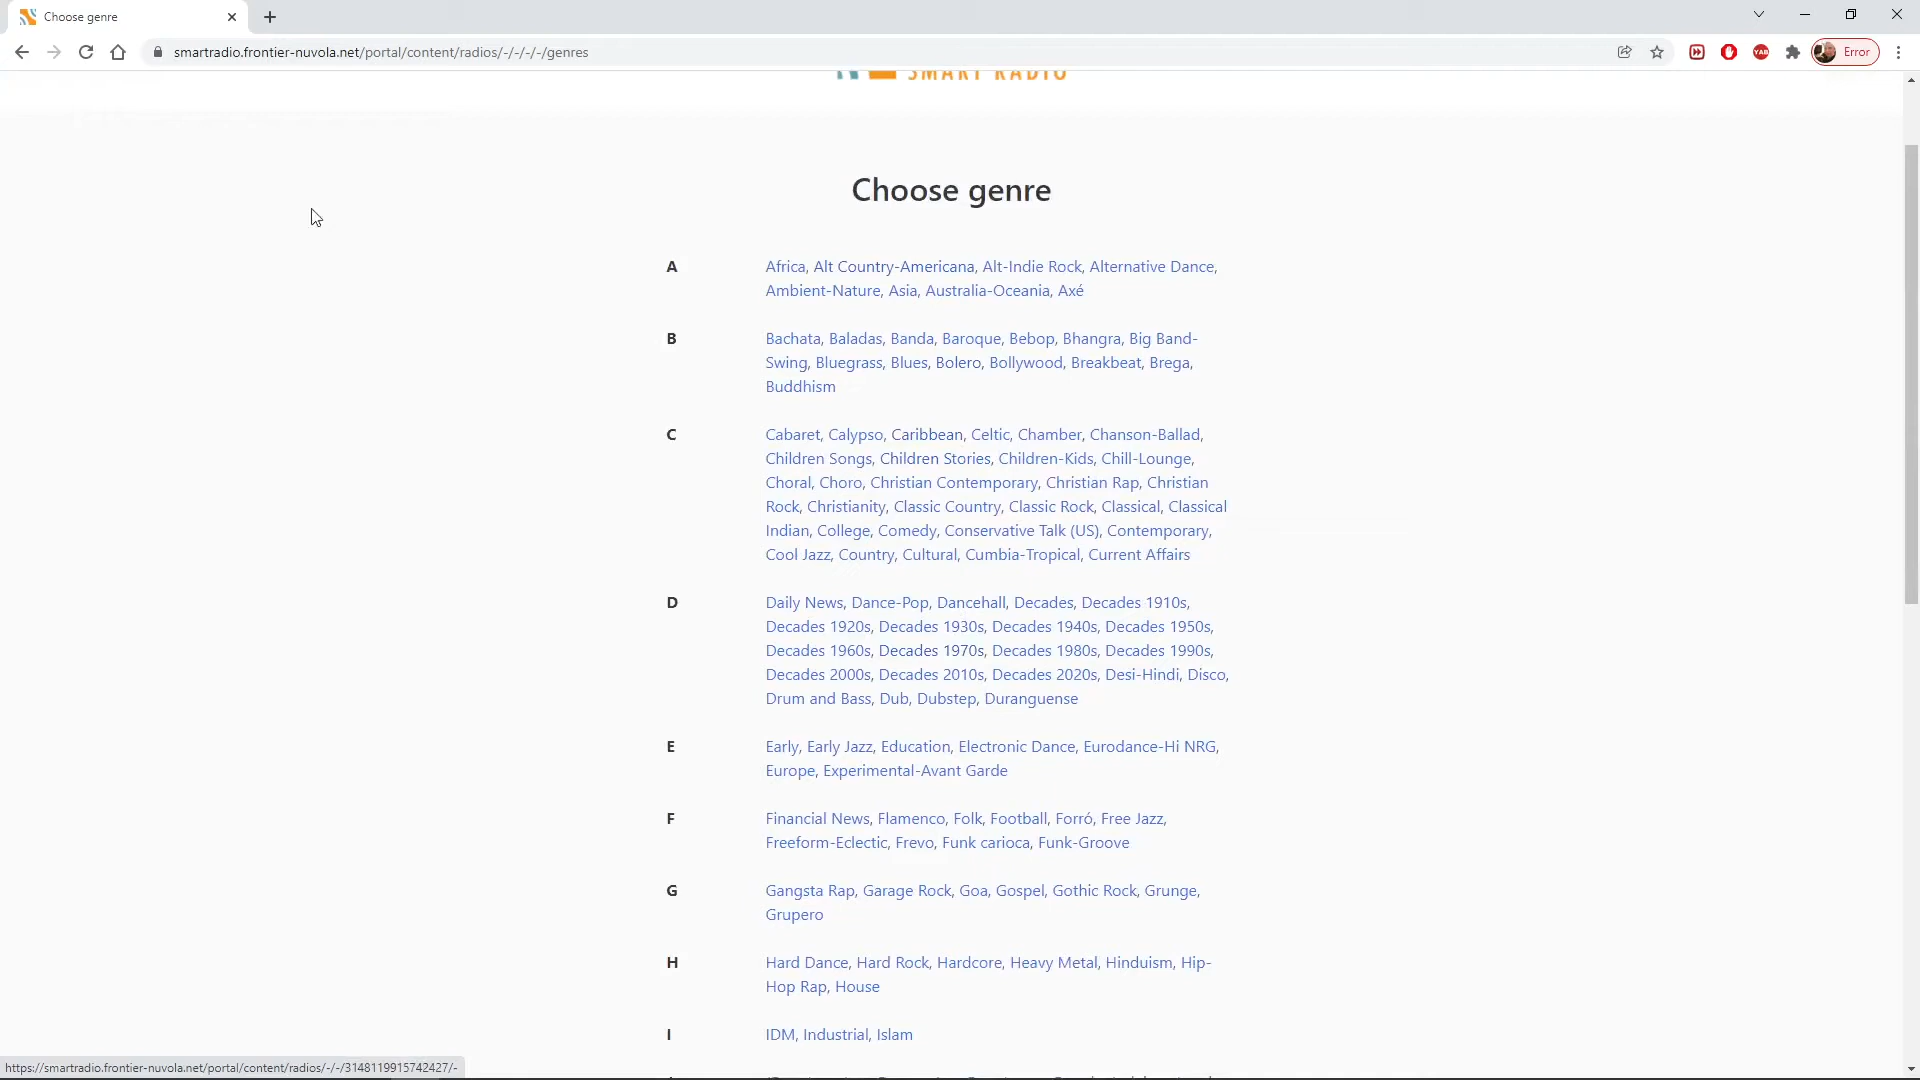 Choose genre
smartradio.frontier-nuvola.net/portal/content/radios/-/-/-/-/genres
YAB
Error
SMART RADIO
Choose genre
A
Africa, Alt Country-Americana, Alt-Indie Rock, Alternative Dance,
Ambient-Nature, Asia, Australia-Oceania, Axé
B
Bachata, Baladas, Banda, Baroque, Bebop, Bhangra, Big Band-
Swing, Bluegrass, Blues, Bolero, Bollywood, Breakbeat, Brega,
Buddhism
C
Cabaret, Calypso, Caribbean, Celtic, Chamber, Chanson-Ballad,
Children Songs, Children Stories, Children-Kids, Chill-Lounge,
Choral, Choro, Christian Contemporary, Christian Rap, Christian
Rock, Christianity, Classic Country, Classic Rock, Classical, Classical
Indian, College, Comedy, Conservative Talk (US), Contemporary,
Cool Jazz, Country, Cultural, Cumbia-Tropical, Current Affairs
D
Daily News, Dance-Pop, Dancehall, Decades, Decades 1910s,
Decades 1920s, Decades 1930s, Decades 1940s, Decades 1950s,
Decades 1960s, Decades 1970s, Decades 1980s, Decades 1990s,
Decades 2000s, Decades 2010s, Decades 2020s, Desi-Hindi, Disco,
Drum and Bass, Dub, Dubstep, Duranguense
E
Early, Early Jazz, Education, Electronic Dance, Eurodance-Hi NRG,
Europe, Experimental-Avant Garde
F
Financial News, Flamenco, Folk, Football, Forró, Free Jazz,
Freeform-Eclectic, Frevo, Funk carioca, Funk-Groove
G
Gangsta Rap, Garage Rock, Goa, Gospel, Gothic Rock, Grunge,
Grupero
H
Hard Dance, Hard Rock, Hardcore, Heavy Metal, Hinduism, Hip-
Hop Rap, House
I
IDM, Industrial, Islam
https://smartradio.frontier-nuvola.net/portal/content/radios/-/-/3148119915742427/-